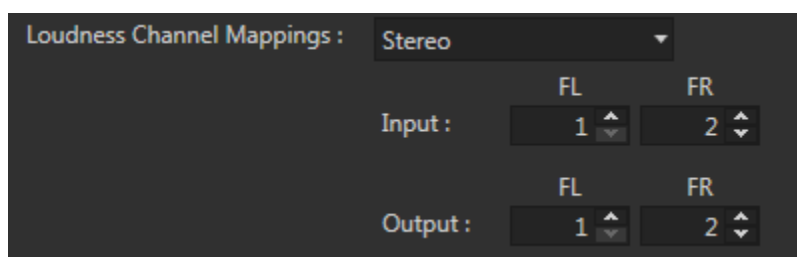 Loudness Channel Mappings : Stereo
FL FR
Input : 1 2
FL FR
Output : 1 2